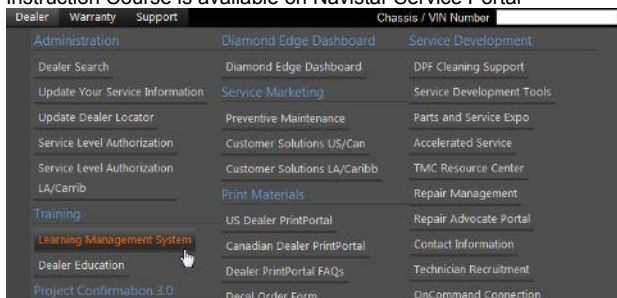 Instruction Course is available on Navistar Service Portal
Dealer Warranty Support Chassis / VIN Number
Administration
Dealer Search
Update Your Service Information
Update Dealer Locator
Service Level Authorization
Service Level Authorization
LA/Carrib
Training
Learning Management System
Dealer Education
Project Confirmation 3.0
Diamond Edge Dashboard
Diamond Edge Dashboard
Service Marketing
Preventive Maintenance
Customer Solutions US/Can
Customer Solutions LA/Caribb
Print Materials
US Dealer PrintPortal
Canadian Dealer PrintPortal
Dealer PrintPortal FAQs
Decal Order Form
Service Development
DPF Cleaning Support
Service Development Tools
Parts and Service Expo
Accelerated Service
TMC Resource Center
Repair Management
Repair Advocate Portal
Contact Information
Technician Recruitment
OnCommand Connection